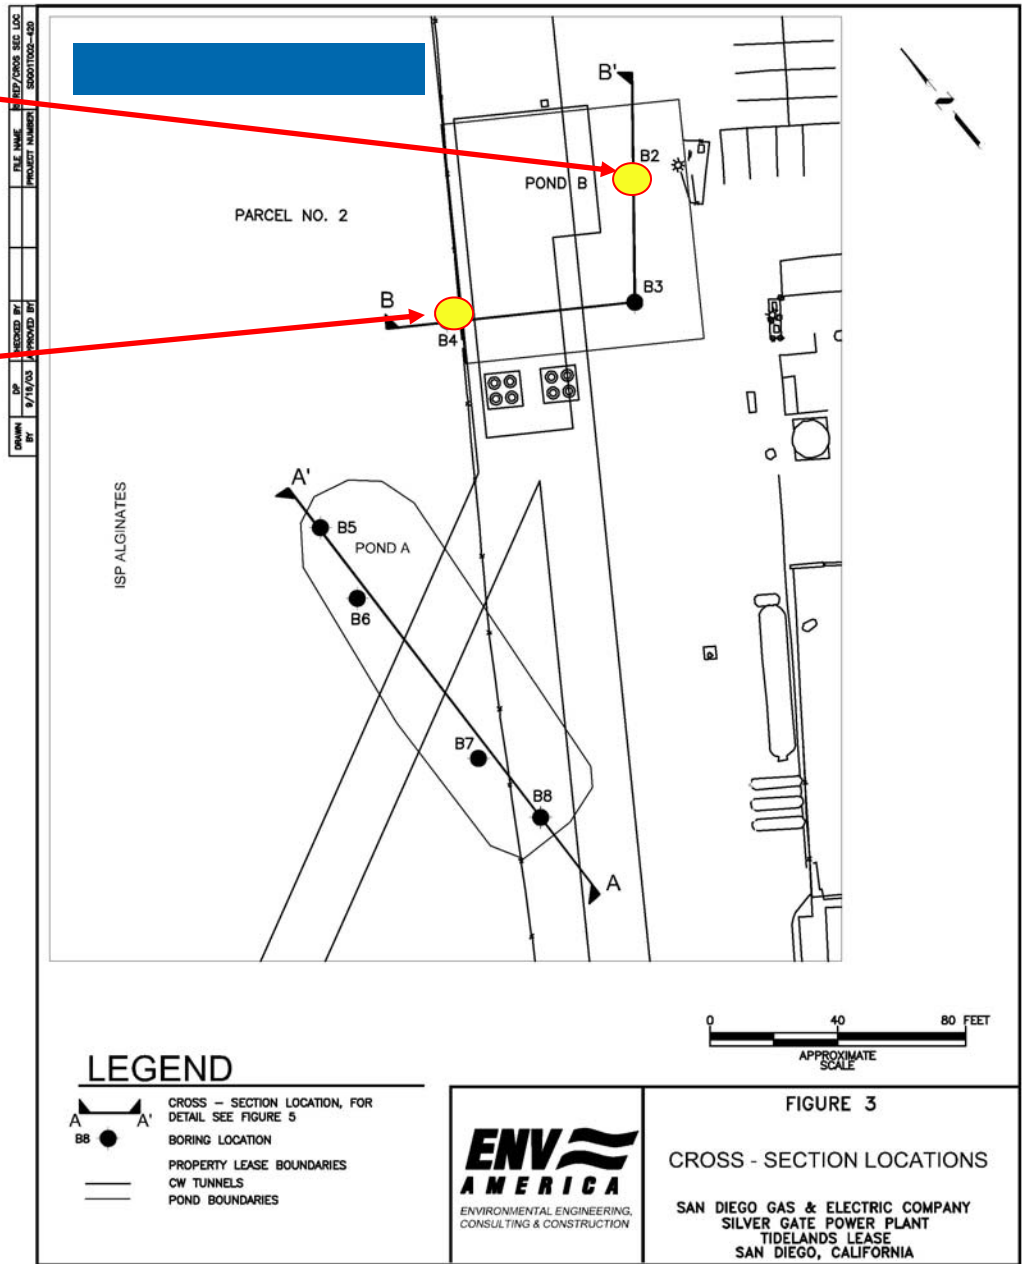 FILE NAME
B REP/CROS SEC LOC
PROJECT NUMBER
SD001T002-420
CHECKED BY
APPROVED BY
DRAWN BY
DP
9/16/03
B'
B2
POND B
PARCEL NO. 2
B3
B
B4
A'
B5
POND A
ISP ALGINATES
B6
B7
B8
A
0 40 80 FEET
APPROXIMATE
SCALE
LEGEND
A A'
CROSS - SECTION LOCATION, FOR
DETAIL SEE FIGURE 5
B8
BORING LOCATION
PROPERTY LEASE BOUNDARIES
CW TUNNELS
POND BOUNDARIES
ENV
AMERICA
ENVIRONMENTAL ENGINEERING,
CONSULTING & CONSTRUCTION
FIGURE 3
CROSS - SECTION LOCATIONS
SAN DIEGO GAS & ELECTRIC COMPANY
SILVER GATE POWER PLANT
TIDELANDS LEASE
SAN DIEGO, CALIFORNIA